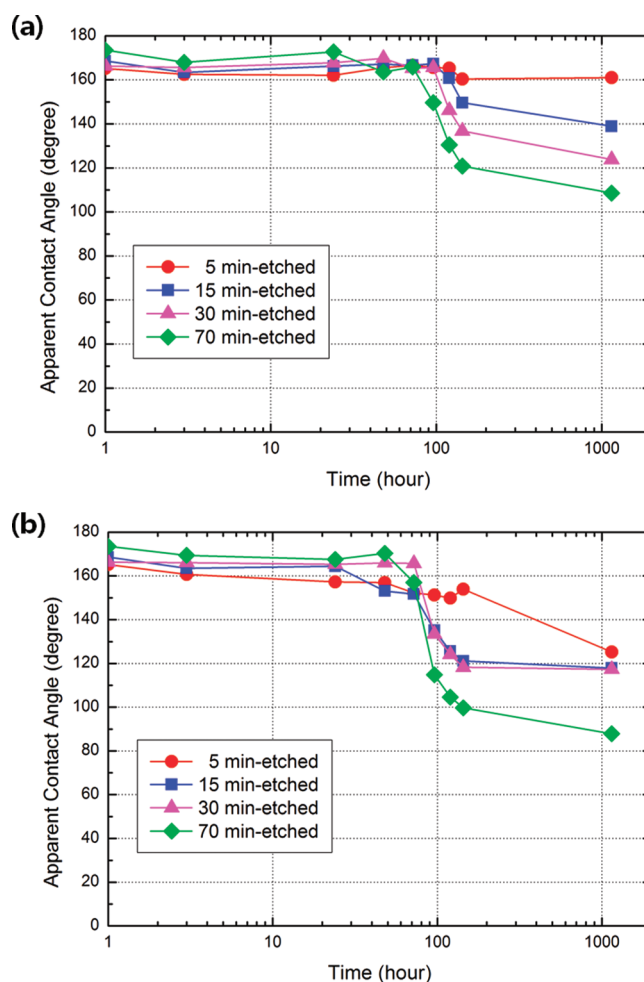 (a)
180
160
140
120
100
80
60
40
20
0
Apparent Contact Angle (degree)
5 min-etched
15 min-etched
30 min-etched
70 min-etched
1
10
100
1000
Time (hour)
(b)
180
160
140
120
100
80
60
40
20
0
Apparent Contact Angle (degree)
5 min-etched
15 min-etched
30 min-etched
70 min-etched
1
10
100
1000
Time (hour)